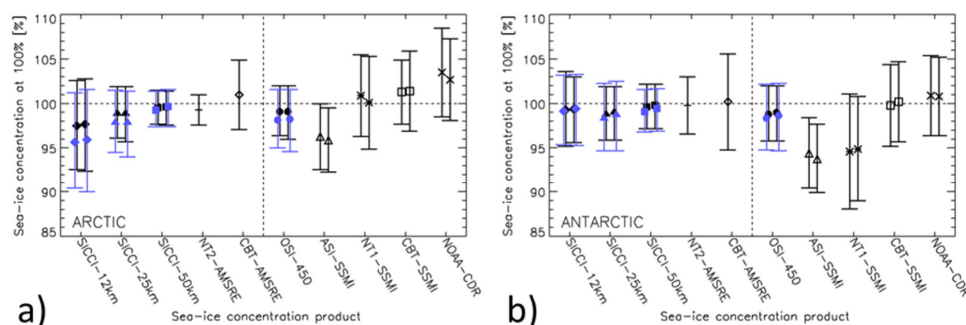 Sea-ice concentration at 100% [%]
110
105
100
95
90
85
ARCTIC
SICCI-12km
SICCI-25km
SICCI-50km
NT2-AMSRE
CBT-AMSRE
OSI-450
ASI-SSMI
NT1-SSMI
CBT-SSMI
NOAA-CDR
a)
Sea-ice concentration product
Sea-ice concentration at 100% [%]
110
105
100
95
90
85
ANTARCTIC
SICCI-12km
SICCI-25km
SICCI-50km
NT2-AMSRE
CBT-AMSRE
OSI-450
ASI-SSMI
NT1-SSMI
CBT-SSMI
NOAA-CDR
b)
Sea-ice concentration product